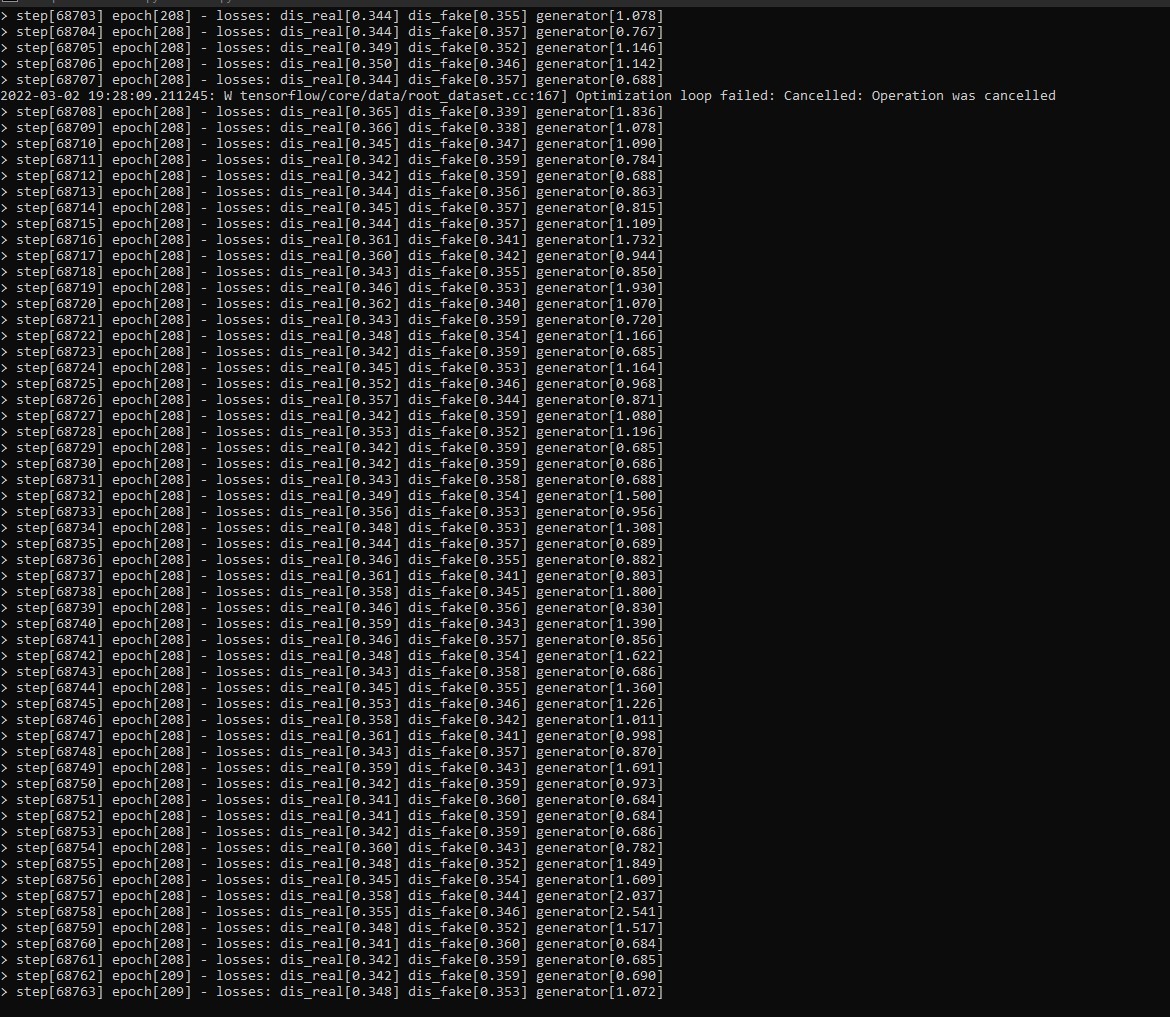 > step[68703] epoch[208] - losses: dis_real[0.344] dis_fake[0.355] generator[1.078]
> step[68704] epoch[208] - losses: dis_real[0.344] dis_fake[0.357] generator[0.767]
> step[68705] epoch[208] - losses: dis_real[0.349] dis_fake[0.352] generator[1.146]
> step[68706] epoch[208] - losses: dis_real[0.350] dis_fake[0.346] generator[1.142]
> step[68707] epoch[208] - losses: dis_real[0.344] dis_fake[0.357] generator[0.688]
2022-03-02 19:28:09.211245: W tensorflow/core/data/root_dataset.cc:167] Optimization loop failed: Cancelled: Operation was cancelled
> step[68708] epoch[208] - losses: dis_real[0.365] dis_fake[0.339] generator[1.836]
> step[68709] epoch[208] - losses: dis_real[0.366] dis_fake[0.338] generator[1.078]
> step[68710] epoch[208] - losses: dis_real[0.345] dis_fake[0.347] generator[1.090]
> step[68711] epoch[208] - losses: dis_real[0.342] dis_fake[0.359] generator[0.784]
> step[68712] epoch[208] - losses: dis_real[0.342] dis_fake[0.359] generator[0.688]
> step[68713] epoch[208] - losses: dis_real[0.344] dis_fake[0.356] generator[0.863]
> step[68714] epoch[208] - losses: dis_real[0.345] dis_fake[0.357] generator[0.815]
> step[68715] epoch[208] - losses: dis_real[0.344] dis_fake[0.357] generator[1.109]
> step[68716] epoch[208] - losses: dis_real[0.361] dis_fake[0.341] generator[1.732]
> step[68717] epoch[208] - losses: dis_real[0.360] dis_fake[0.342] generator[0.944]
> step[68718] epoch[208] - losses: dis_real[0.343] dis_fake[0.355] generator[0.850]
> step[68719] epoch[208] - losses: dis_real[0.346] dis_fake[0.353] generator[1.930]
> step[68720] epoch[208] - losses: dis_real[0.362] dis_fake[0.340] generator[1.070]
> step[68721] epoch[208] - losses: dis_real[0.343] dis_fake[0.359] generator[0.720]
> step[68722] epoch[208] - losses: dis_real[0.348] dis_fake[0.354] generator[1.166]
> step[68723] epoch[208] - losses: dis_real[0.342] dis_fake[0.359] generator[0.685]
> step[68724] epoch[208] - losses: dis_real[0.345] dis_fake[0.353] generator[1.164]
> step[68725] epoch[208] - losses: dis_real[0.352] dis_fake[0.346] generator[0.968]
> step[68726] epoch[208] - losses: dis_real[0.357] dis_fake[0.344] generator[0.871]
> step[68727] epoch[208] - losses: dis_real[0.342] dis_fake[0.359] generator[1.080]
> step[68728] epoch[208] - losses: dis_real[0.353] dis_fake[0.352] generator[1.196]
> step[68729] epoch[208] - losses: dis_real[0.342] dis_fake[0.359] generator[0.685]
> step[68730] epoch[208] - losses: dis_real[0.342] dis_fake[0.359] generator[0.686]
> step[68731] epoch[208] - losses: dis_real[0.343] dis_fake[0.358] generator[0.688]
> step[68732] epoch[208] - losses: dis_real[0.349] dis_fake[0.354] generator[1.500]
> step[68733] epoch[208] - losses: dis_real[0.356] dis_fake[0.353] generator[0.956]
> step[68734] epoch[208] - losses: dis_real[0.348] dis_fake[0.353] generator[1.308]
> step[68735] epoch[208] - losses: dis_real[0.344] dis_fake[0.357] generator[0.689]
> step[68736] epoch[208] - losses: dis_real[0.346] dis_fake[0.355] generator[0.882]
> step[68737] epoch[208] - losses: dis_real[0.361] dis_fake[0.341] generator[0.803]
> step[68738] epoch[208] - losses: dis_real[0.358] dis_fake[0.345] generator[1.800]
> step[68739] epoch[208] - losses: dis_real[0.346] dis_fake[0.356] generator[0.830]
> step[68740] epoch[208] - losses: dis_real[0.359] dis_fake[0.343] generator[1.390]
> step[68741] epoch[208] - losses: dis_real[0.346] dis_fake[0.357] generator[0.856]
> step[68742] epoch[208] - losses: dis_real[0.348] dis_fake[0.354] generator[1.622]
> step[68743] epoch[208] - losses: dis_real[0.343] dis_fake[0.358] generator[0.686]
> step[68744] epoch[208] - losses: dis_real[0.345] dis_fake[0.355] generator[1.360]
> step[68745] epoch[208] - losses: dis_real[0.353] dis_fake[0.346] generator[1.226]
> step[68746] epoch[208] - losses: dis_real[0.358] dis_fake[0.342] generator[1.011]
> step[68747] epoch[208] - losses: dis_real[0.361] dis_fake[0.341] generator[0.998]
> step[68748] epoch[208] - losses: dis_real[0.343] dis_fake[0.357] generator[0.870]
> step[68749] epoch[208] - losses: dis_real[0.359] dis_fake[0.343] generator[1.691]
> step[68750] epoch[208] - losses: dis_real[0.342] dis_fake[0.359] generator[0.973]
> step[68751] epoch[208] - losses: dis_real[0.341] dis_fake[0.360] generator[0.684]
> step[68752] epoch[208] - losses: dis_real[0.341] dis_fake[0.359] generator[0.684]
> step[68753] epoch[208] - losses: dis_real[0.342] dis_fake[0.359] generator[0.686]
> step[68754] epoch[208] - losses: dis_real[0.360] dis_fake[0.343] generator[0.782]
> step[68755] epoch[208] - losses: dis_real[0.348] dis_fake[0.352] generator[1.849]
> step[68756] epoch[208] - losses: dis_real[0.345] dis_fake[0.354] generator[1.609]
> step[68757] epoch[208] - losses: dis_real[0.358] dis_fake[0.344] generator[2.037]
> step[68758] epoch[208] - losses: dis_real[0.355] dis_fake[0.346] generator[2.541]
> step[68759] epoch[208] - losses: dis_real[0.348] dis_fake[0.352] generator[1.517]
> step[68760] epoch[208] - losses: dis_real[0.341] dis_fake[0.360] generator[0.684]
> step[68761] epoch[208] - losses: dis_real[0.342] dis_fake[0.359] generator[0.685]
> step[68762] epoch[209] - losses: dis_real[0.342] dis_fake[0.359] generator[0.690]
> step[68763] epoch[209] - losses: dis_real[0.348] dis_fake[0.353] generator[1.072]